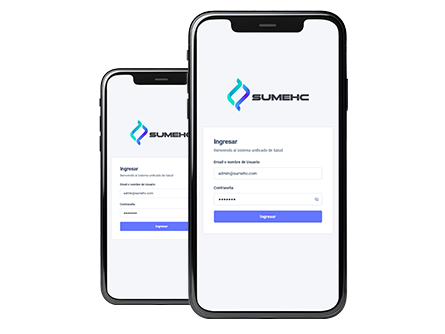 SUMEHC
Ingresar
Bienvenido al sistema unificado de Salud
Email o nombre de Usuario
admin@sumehc.com
Contraseña
Ingresar
SUMEHC
Ingresar
Bienvenido al sistema unificado de Salud
Email o nombre de Usuario
admin@sumehc.com
Contraseña
Ingresar